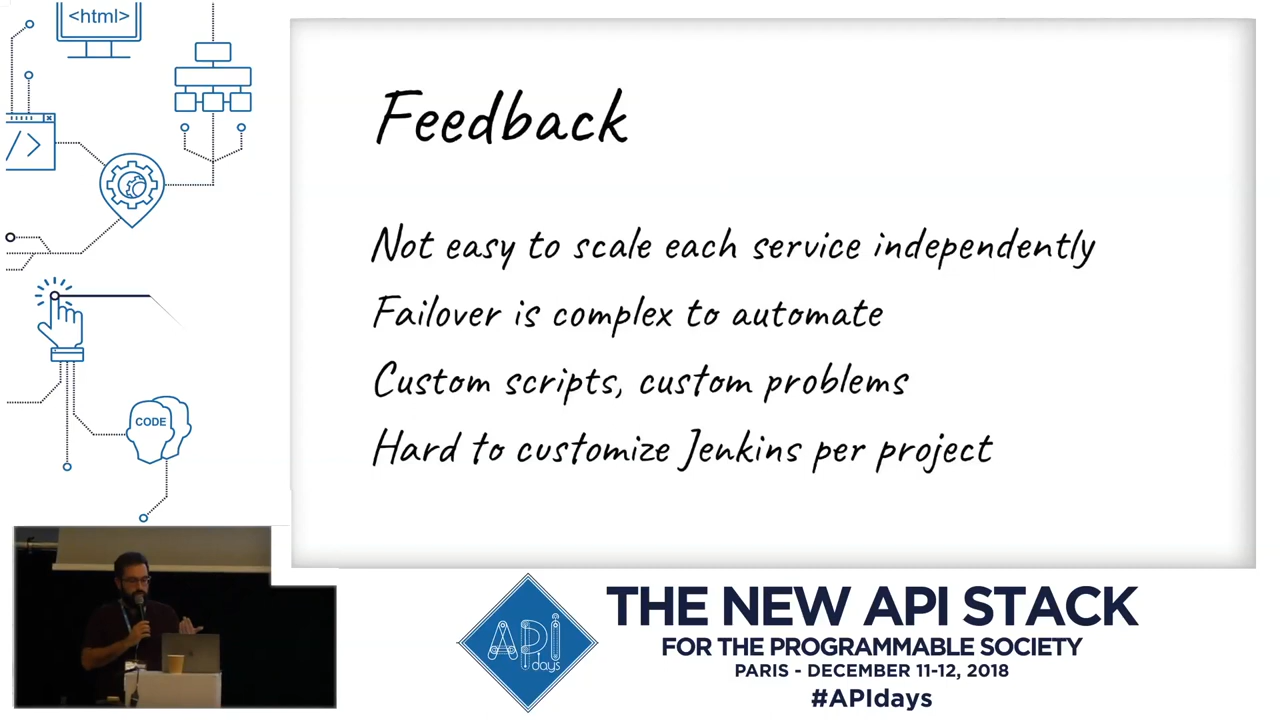 <html>
</>
CODE
Feedback
Not easy to scale each service independently
Failover is complex to automate
Custom scripts, custom problems
Hard to customize Jenkins per project
API
days
THE NEW API STACK
FOR THE PROGRAMMABLE SOCIETY
PARIS - DECEMBER 11-12, 2018
#APIdays